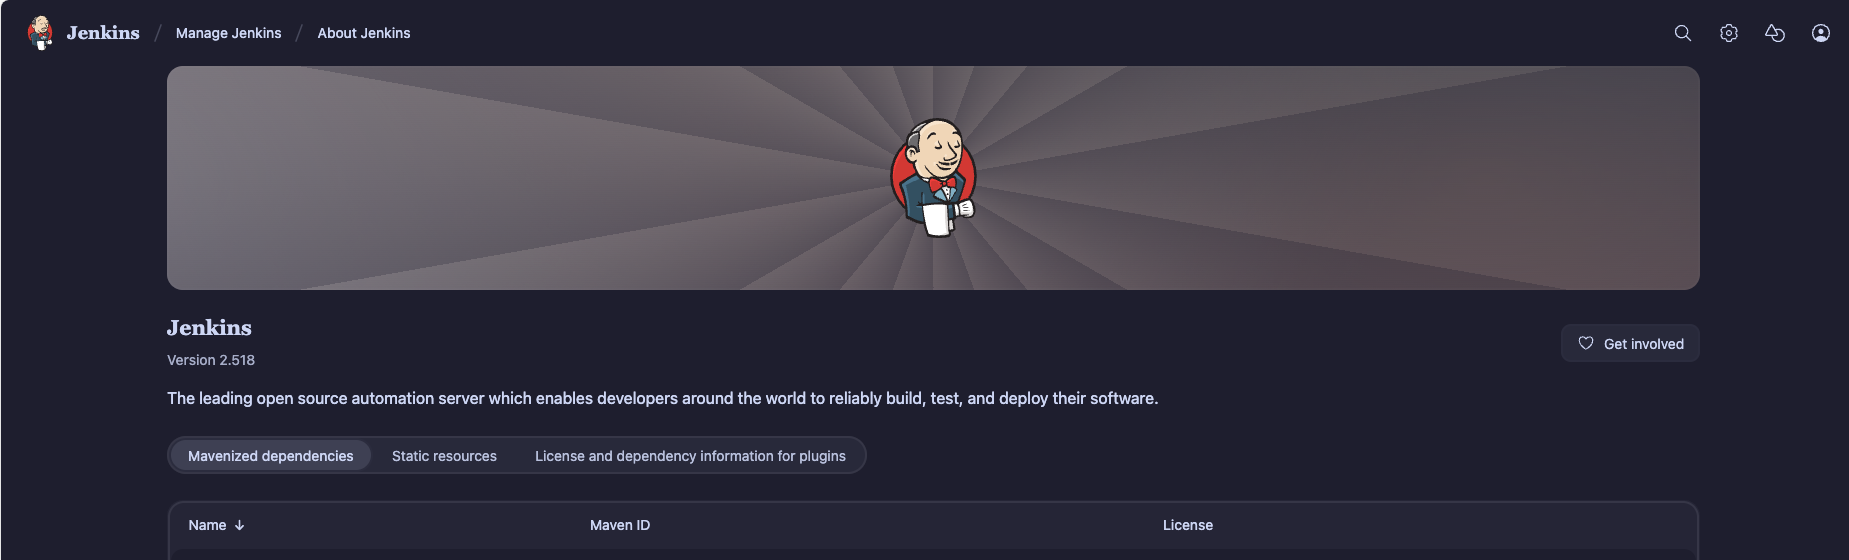 Jenkins / Manage Jenkins / About Jenkins
Jenkins
Version 2.518
Get involved
The leading open source automation server which enables developers around the world to reliably build, test, and deploy their software.
Mavenized dependencies Static resources License and dependency information for plugins
Name ↓ Maven ID License